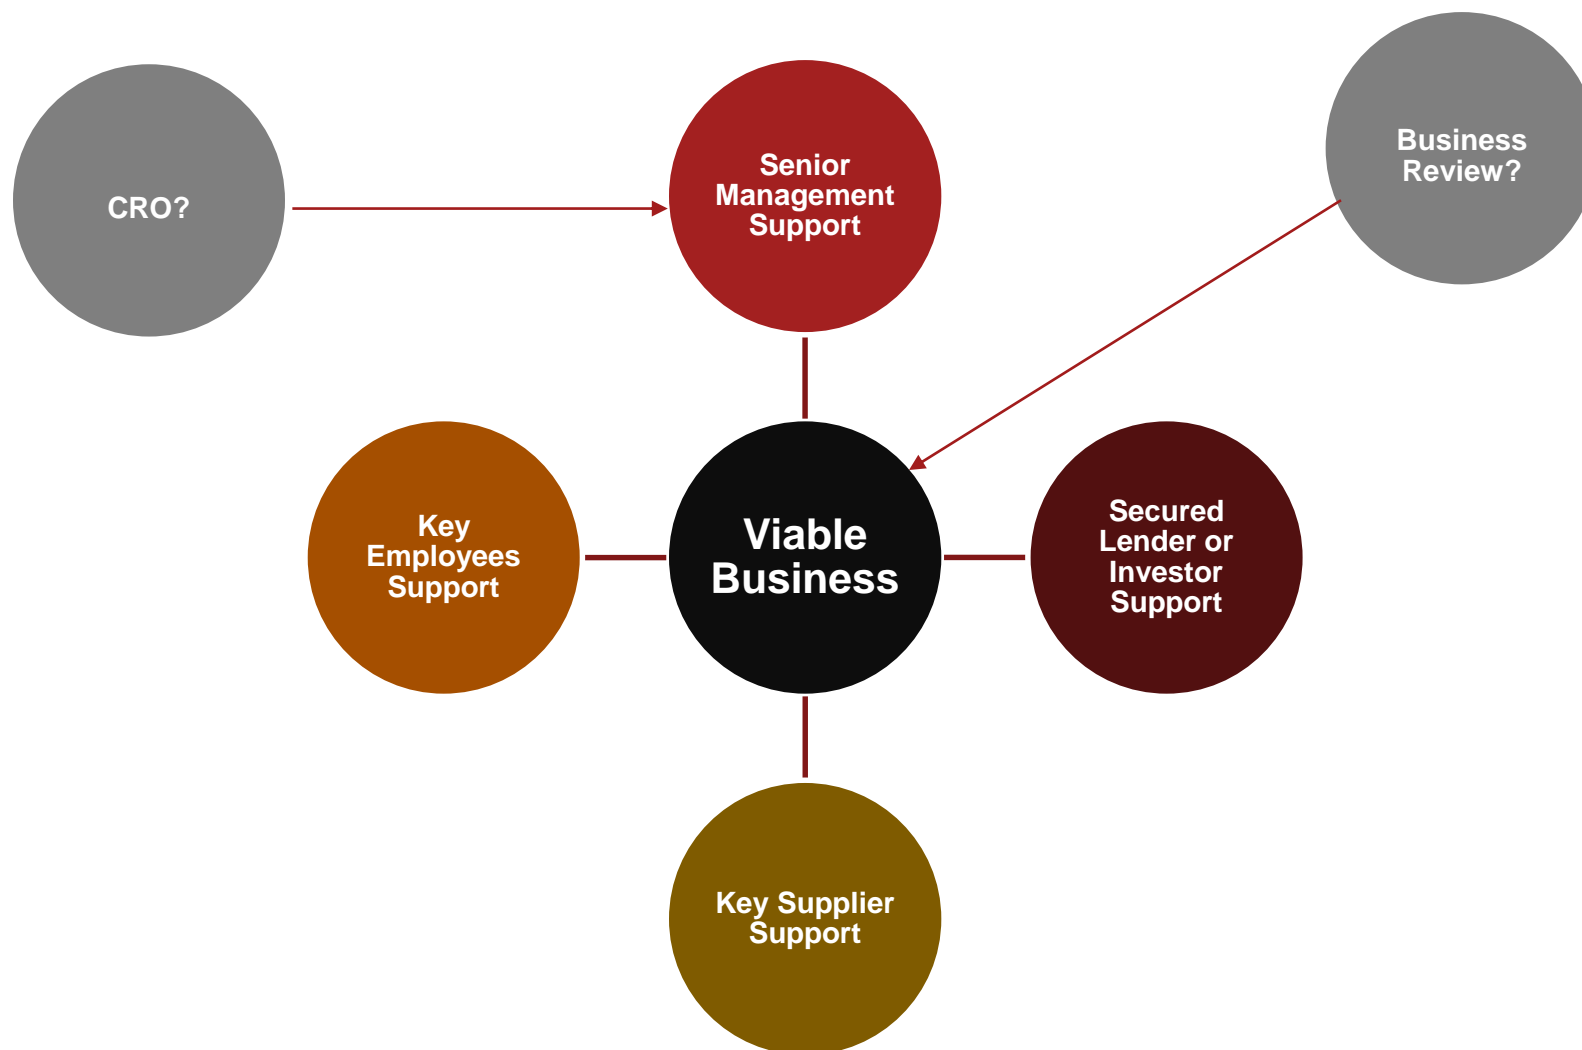 CRO?
Senior
Management
Support
Business
Review?
Key
Employees
Support
Viable
Business
Secured
Lender or
Investor
Support
Key Supplier
Support